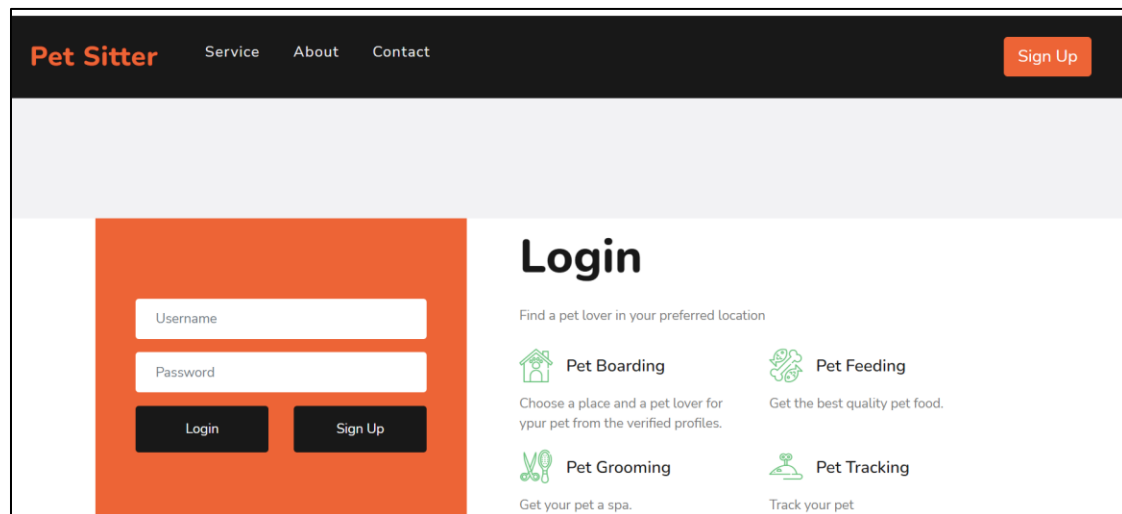 Pet Sitter Service About Contact Sign Up
Login
Username
Password
Login Sign Up
Find a pet lover in your preferred location
Pet Boarding
Choose a place and a pet lover for
ypur pet from the verified profiles.
Pet Feeding
Get the best quality pet food.
Pet Grooming
Get your pet a spa.
Pet Tracking
Track your pet